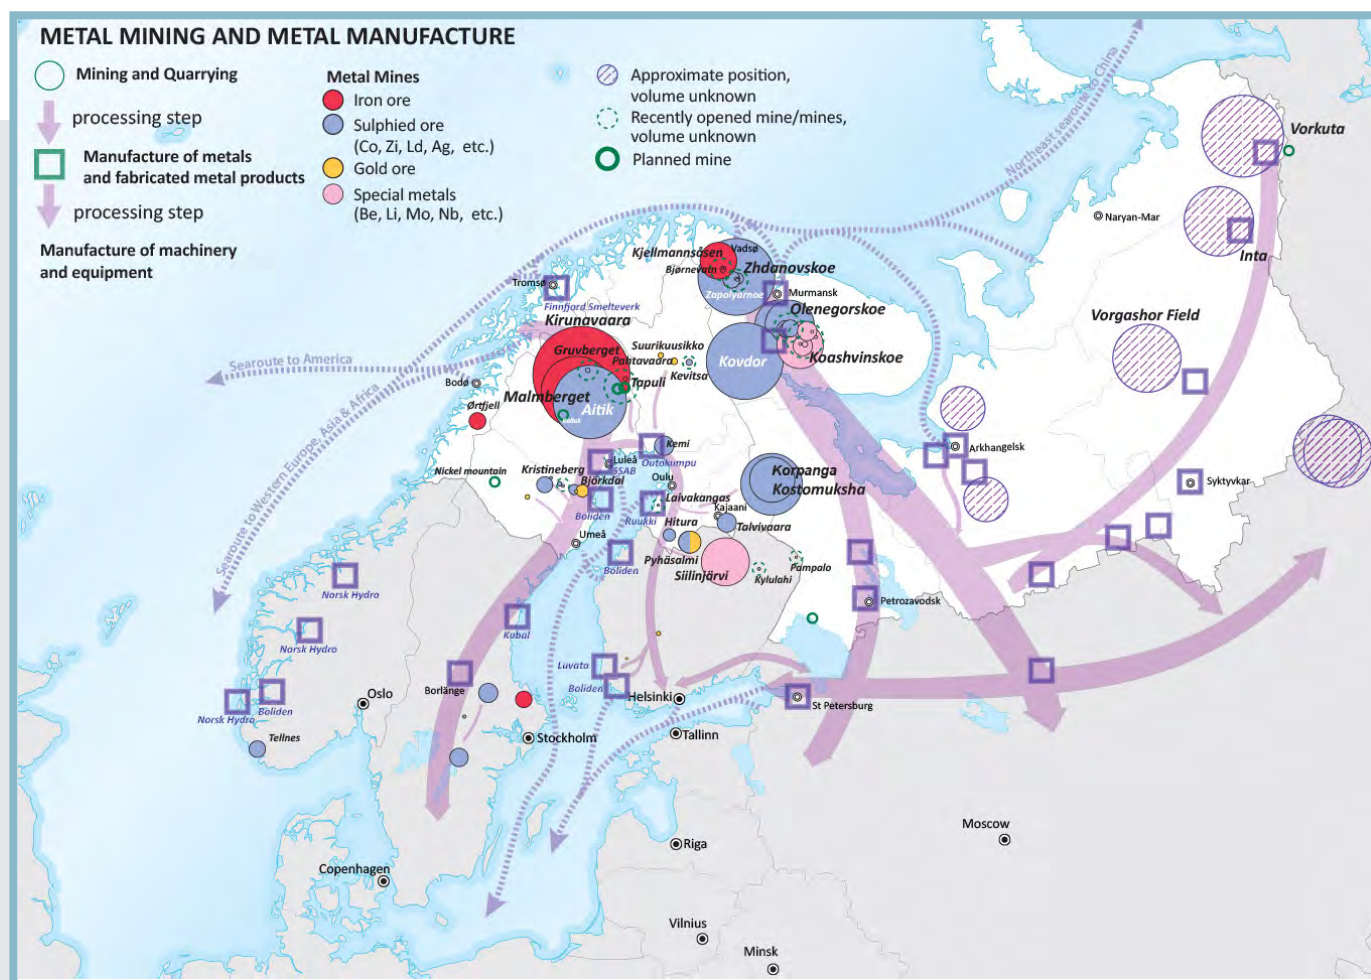 METAL MINING AND METAL MANUFACTURE
Mining and Quarrying
processing step
Manufacture of metals
and fabricated metal products
processing step
Manufacture of machinery
and equipment
Metal Mines
Iron ore
Sulphied ore
(Co, Zi, Ld, Ag, etc.)
Gold ore
Special metals
(Be, Li, Mo, Nb, etc.)
Approximate position,
volume unknown
Recently opened mine/mines,
volume unknown
Planned mine
Northeast searoute to China
Vorkuta
Naryan-Mar
Inta
Vorgashor Field
Kjellmannsåsen
Vadsø
Bjørnevatn
Zhdanovskoe
Zapolyarnoe
Murmansk
Tromsø
Finnfjord Smelteverk
Olenegorskoe
Kirunavaara
Gruvberget
Suurikuusikko
Pahtavaara
Kevitsa
Kovdor
Koashvinskoe
Searoute to America
Bodø
Tapuli
Malmberget
Aitik
Searoute to Western Europe, Asia & Africa
Ørtfjell
Kemi
Outokumpu
Arkhangelsk
Nickel mountain
Kristineberg
Luleå
SSAB
Björkdal
Oulu
Korpanga
Kostomuksha
Syktyvkar
Boliden
Ruukki
Laivakangas
Kajaani
Hitura
Talvivaara
Umeå
Boliden
Pyhäsalmi
Siilinjärvi
Pampalo
Kylulahi
Norsk Hydro
Petrozavodsk
Kubal
Norsk Hydro
Luvata
Borlänge
Boliden
Oslo
Helsinki
St Petersburg
Norsk Hydro
Boliden
Tellnes
Stockholm
Tallinn
Moscow
Riga
Copenhagen
Vilnius
Minsk